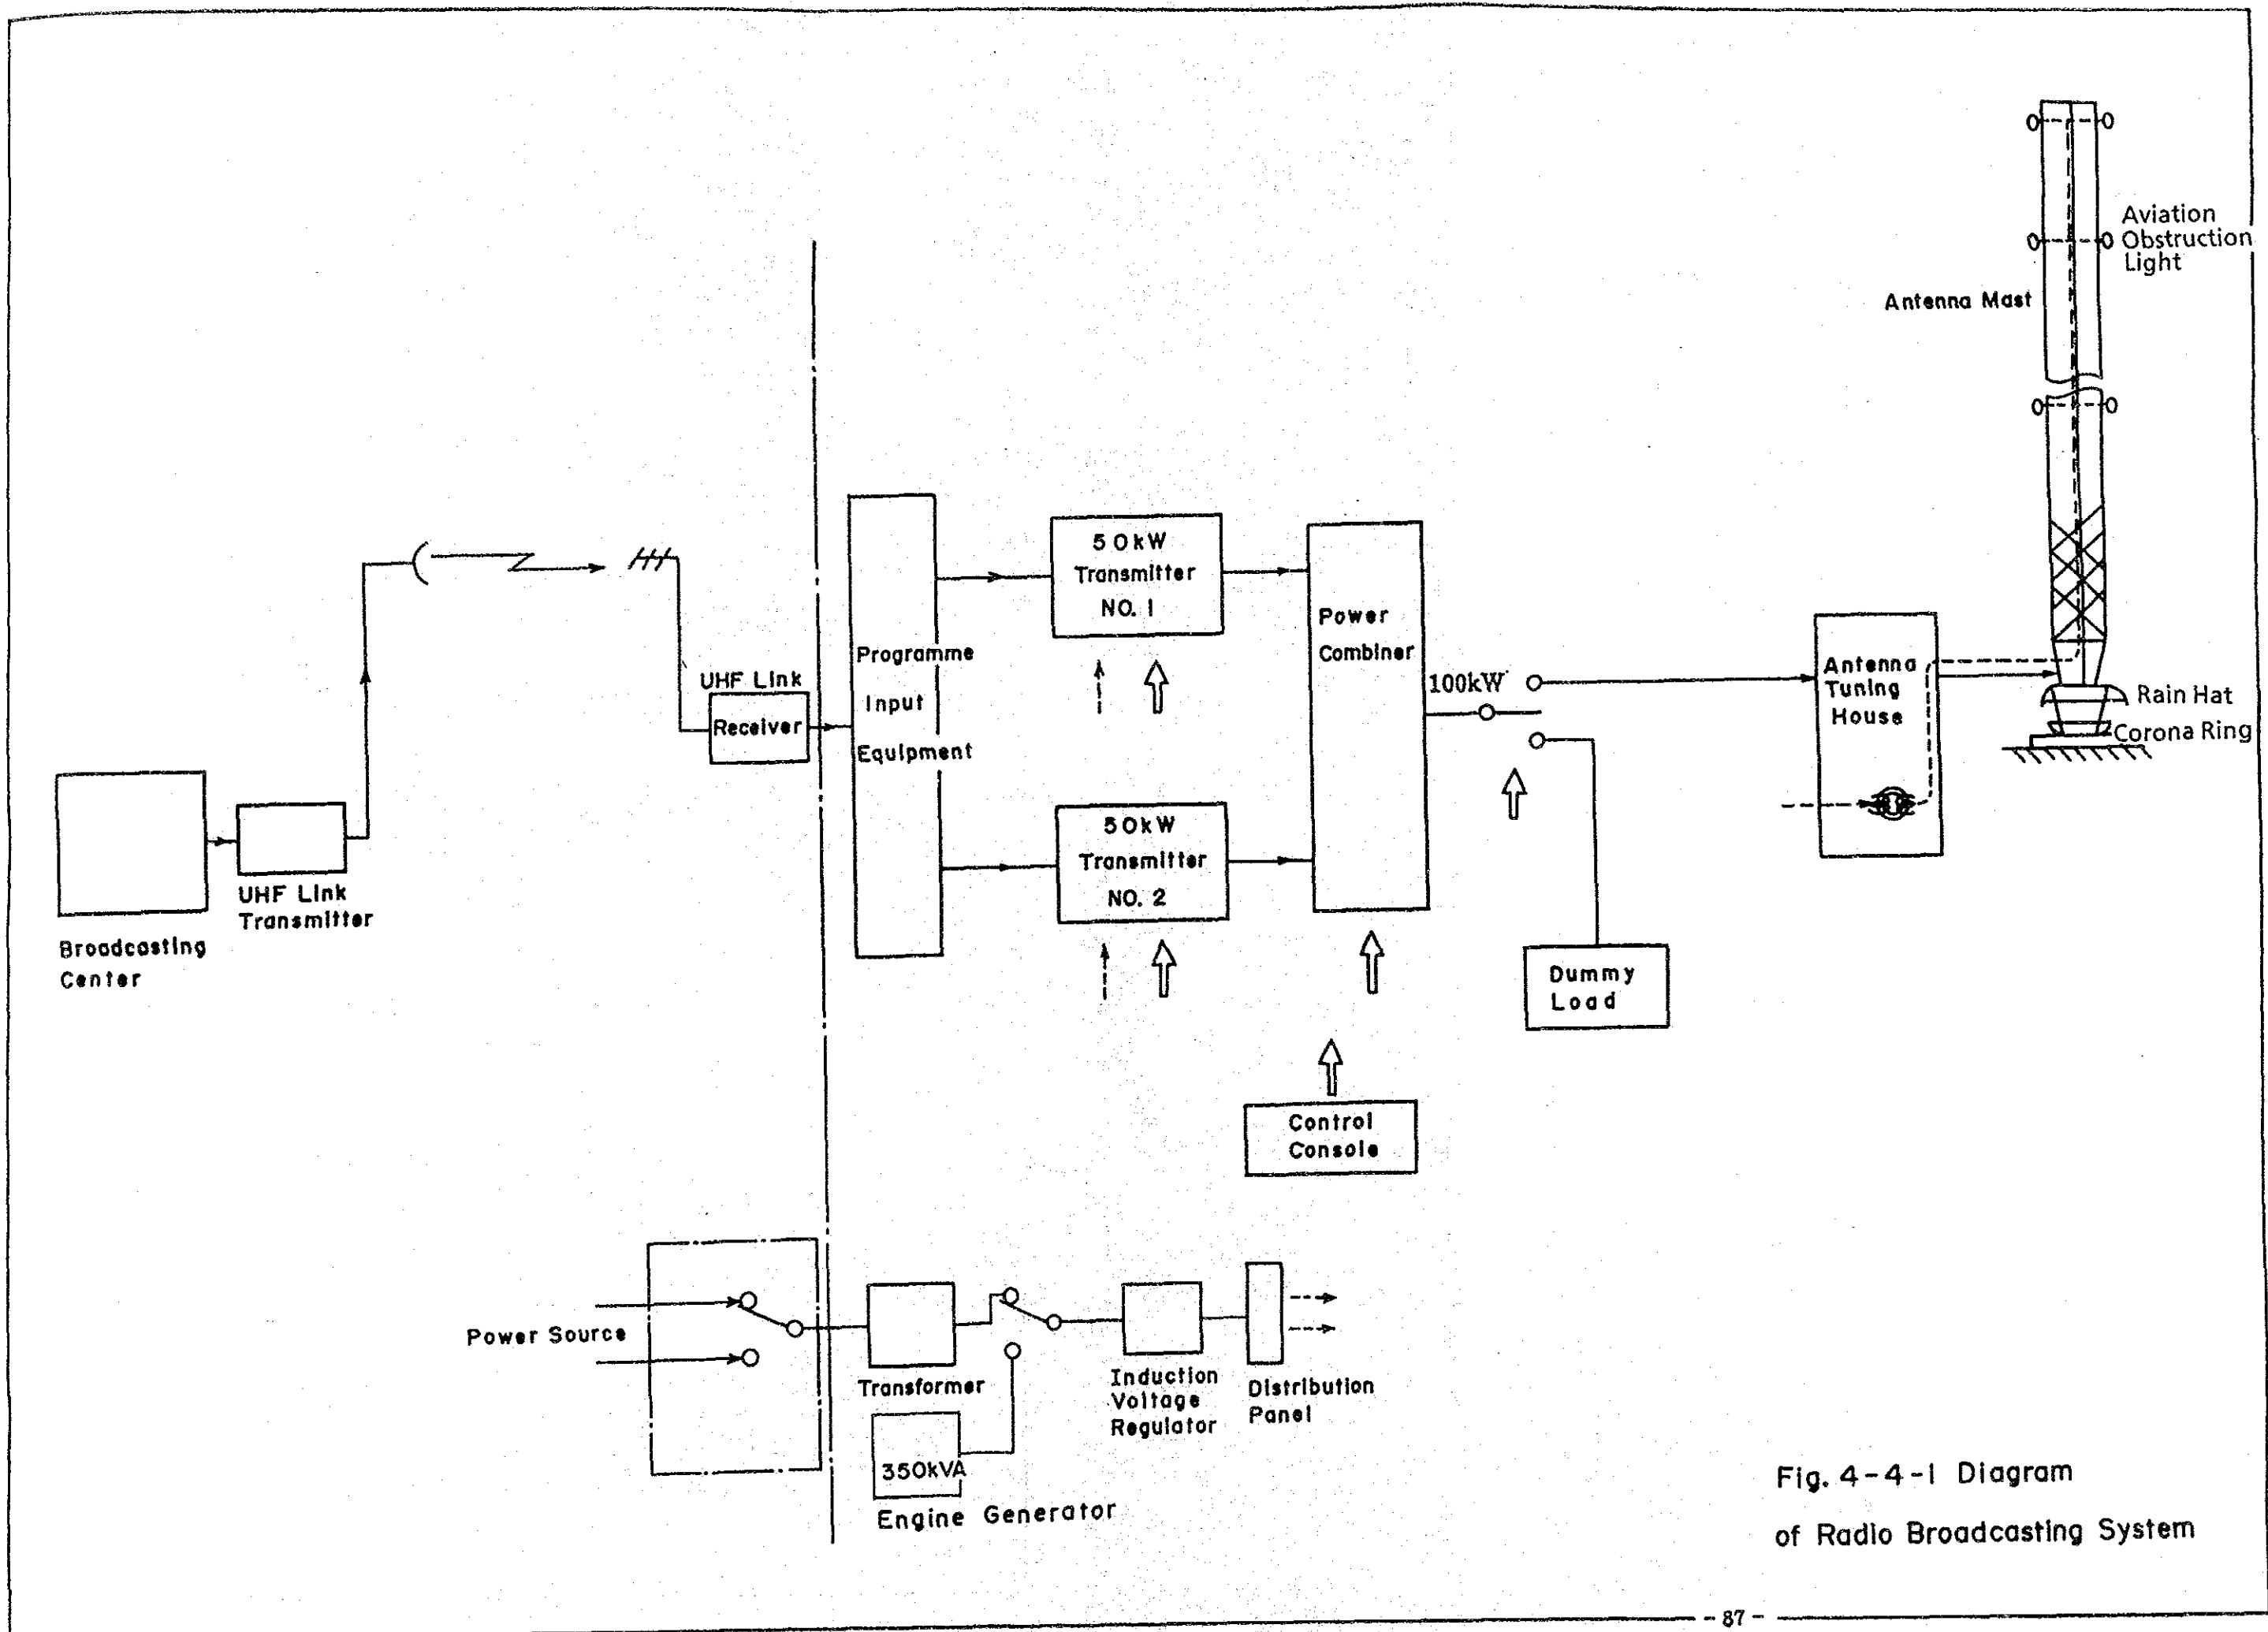 Aviation
Obstruction
Light
Antenna Mast
50kW
Transmitter
NO. 1
Power
Combiner
Programme
Input
Equipment
UHF Link
Receiver
100kW
Antenna
Tuning
House
Rain Hat
Corona Ring
50kW
Transmitter
NO. 2
UHF Link
Transmitter
Broadcasting
Center
Dummy
Load
Control
Console
Power Source
Transformer
Induction
Voltage
Regulator
Distribution
Panel
350kVA
Engine Generator
Fig. 4-4-1 Diagram
of Radio Broadcasting System
- 87 -